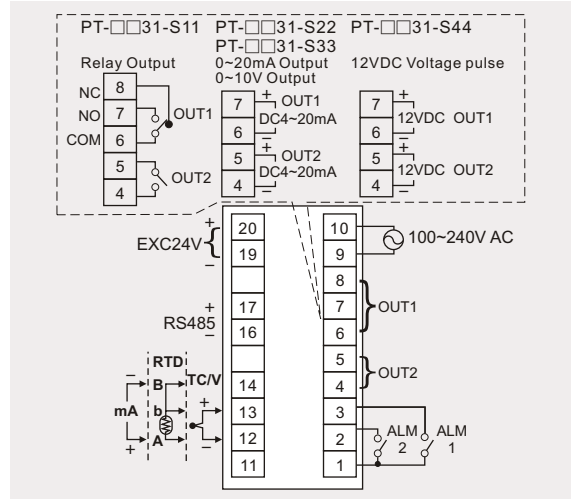 PT-□□31-S11 PT-□□31-S22 PT-□□31-S44
PT-□□31-S33
Relay Output 0~20mA Output 12VDC Voltage pulse
0~10V Output
NC 8
NO 7 OUT1
COM 6
5
4 OUT2
7 + OUT1
DC4~20mA
6 −
5 + OUT2
DC4~20mA
4 −
7 +
12VDC OUT1
6 −
5 +
12VDC OUT2
4 −
EXC24V + 20
− 19
17
RS485 + −
16
14
13
12
11
10 100~240V AC
9
8
7 OUT1
6
5
4 OUT2
3
2
1
RTD
TC/V
B
b
A
mA
− +
+ −
ALM 2
ALM 1